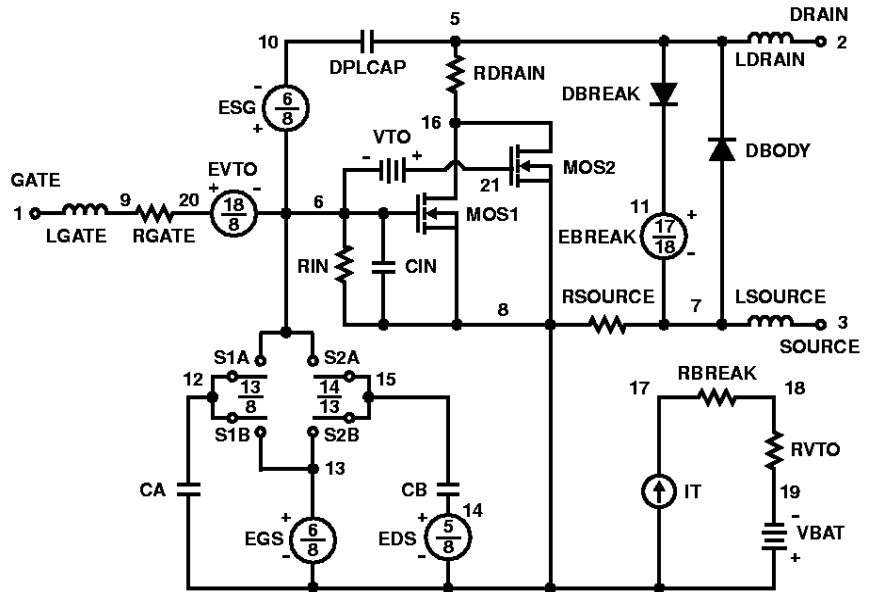 DRAIN
5
10
2
DPLCAP
LDRAIN
RDRAIN
-
6
8
+
ESG
DBREAK
16
VTO
- +
DBODY
EVTO
MOS2
GATE
+ 18 -
8
9
20
6
21
1
11
MOS1
LGATE
RGATE
+
17
18
-
EBREAK
RIN
CIN
8
RSOURCE
7
LSOURCE
3
SOURCE
S1A
S2A
12
13
8
14
13
15
RBREAK
17
18
S1B
S2B
13
RVTO
CA
CB
IT
19
14
-
VBAT
+
+
6
8
-
EGS
+
5
8
-
EDS